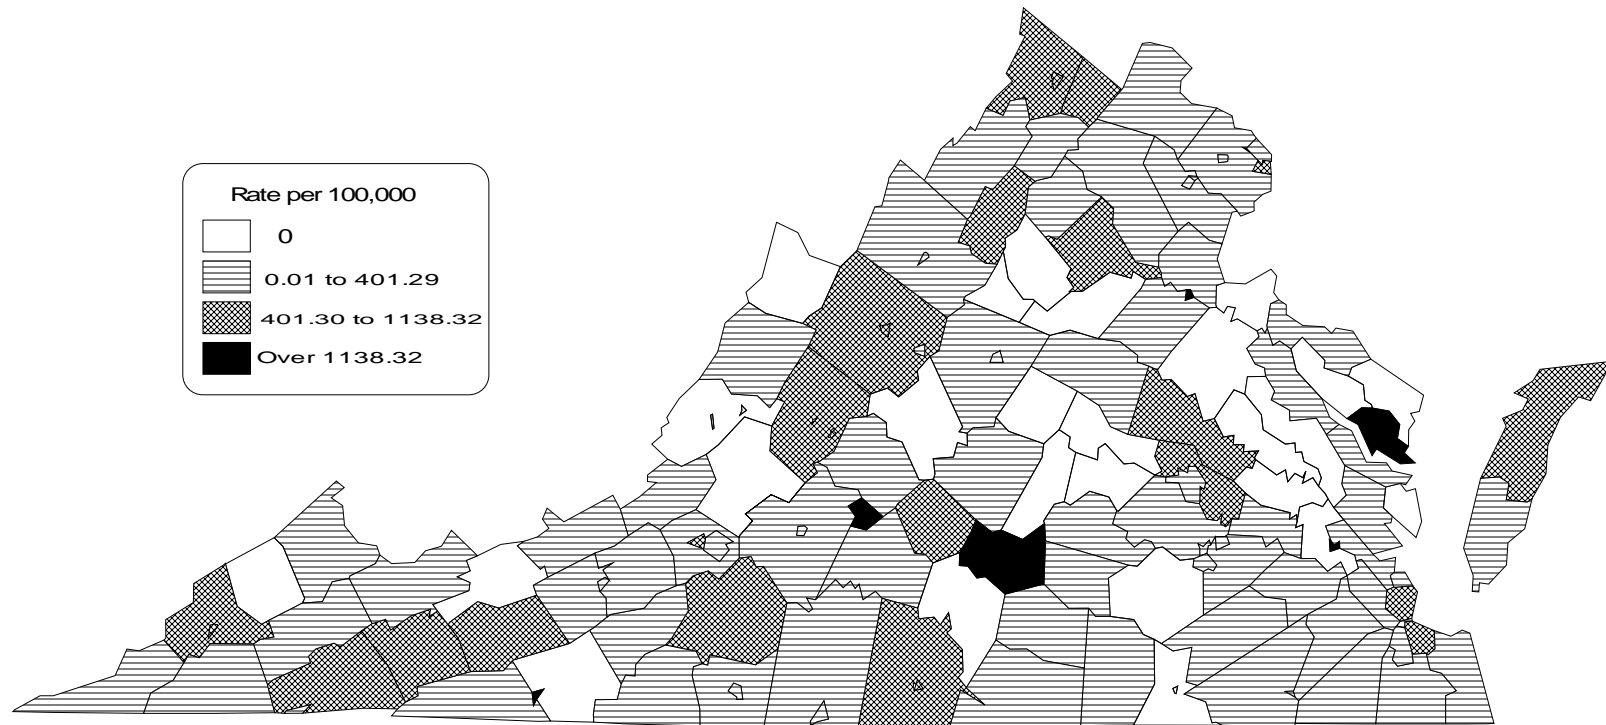 Rate per 100,000
0
0.01 to 401.29
401.30 to 1138.32
Over 1138.32